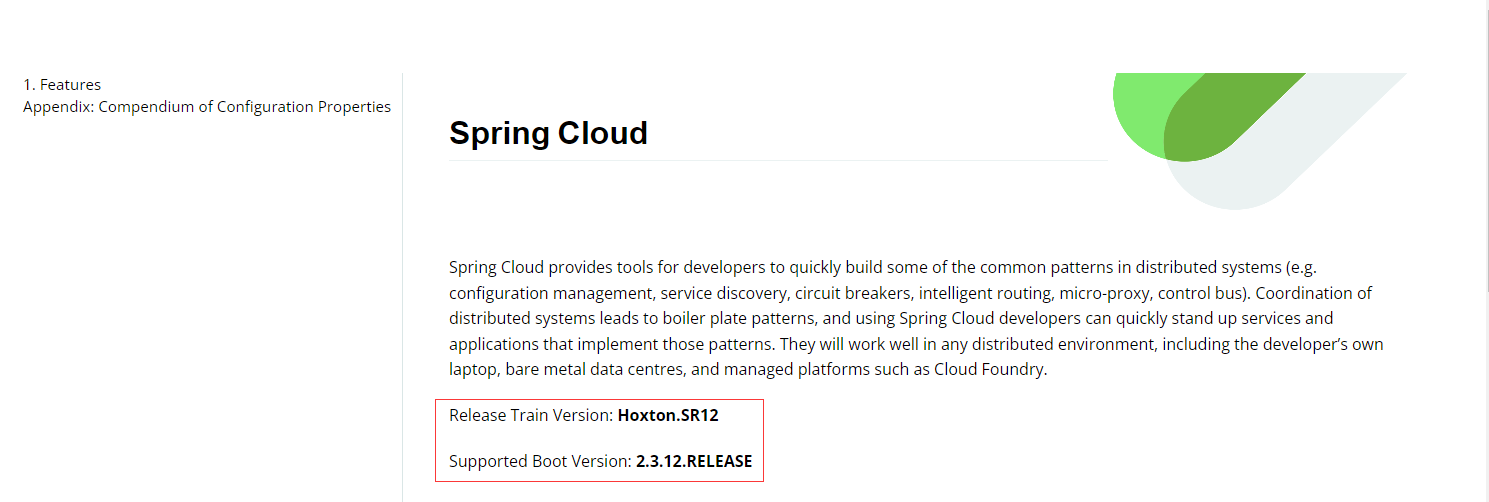 1. Features
Appendix: Compendium of Configuration Properties
Spring Cloud
Spring Cloud provides tools for developers to quickly build some of the common patterns in distributed systems (e.g.
configuration management, service discovery, circuit breakers, intelligent routing, micro-proxy, control bus). Coordination of
distributed systems leads to boiler plate patterns, and using Spring Cloud developers can quickly stand up services and
applications that implement those patterns. They will work well in any distributed environment, including the developer’s own
laptop, bare metal data centres, and managed platforms such as Cloud Foundry.
Release Train Version: Hoxton.SR12
Supported Boot Version: 2.3.12.RELEASE